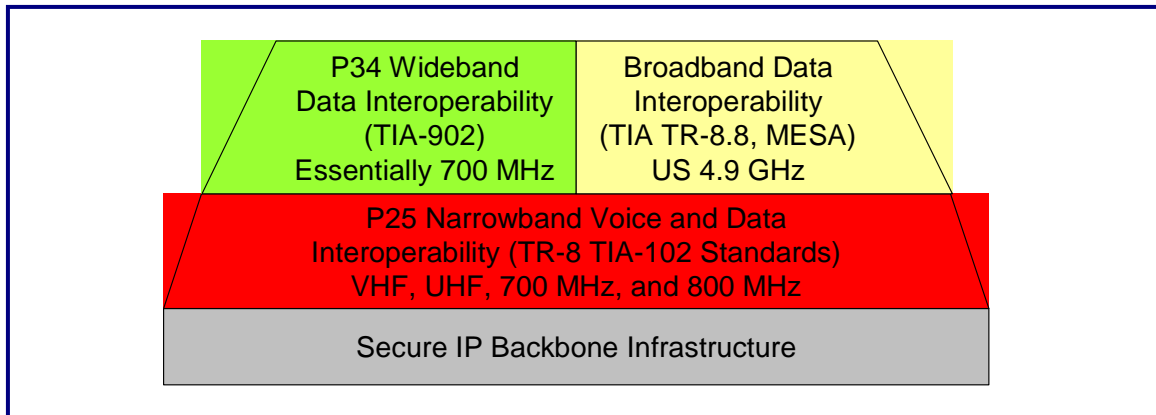 P34 Wideband
Data Interoperability
(TIA-902)
Essentially 700 MHz
Broadband Data
Interoperability
(TIA TR-8.8, MESA)
US 4.9 GHz
P25 Narrowband Voice and Data
Interoperability (TR-8 TIA-102 Standards)
VHF, UHF, 700 MHz, and 800 MHz
Secure IP Backbone Infrastructure